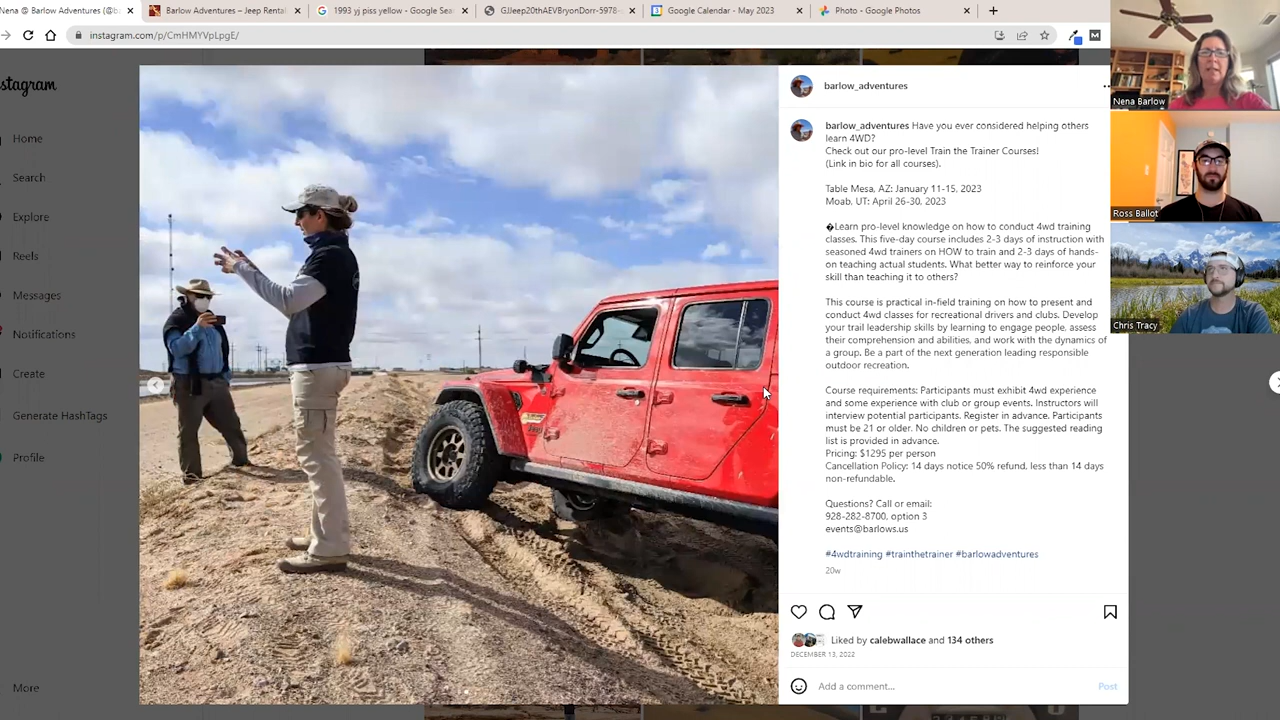 Nena @ Barlow Adventures (@b
Barlow Adventures – Jeep Rental
1993 yj piss yellow - Google Sea
GJJeep20thAEVBryonDorr-5978-
Google Calendar - May 2023
Photo - Google Photos
instagram.com/p/CmHMYVpLpgE/
nstagram
Home
Search
Explore
Reels
Messages
Notifications
Create
Generate HashTags
Profile
More
barlow_adventures
barlow_adventures Have you ever considered helping others
learn 4WD?
Check out our pro-level Train the Trainer Courses!
(Link in bio for all courses).
Table Mesa, AZ: January 11-15, 2023
Moab, UT: April 26-30, 2023
�Learn pro-level knowledge on how to conduct 4wd training
classes. This five-day course includes 2-3 days of instruction with
seasoned 4wd trainers on HOW to train and 2-3 days of hands-
on teaching actual students. What better way to reinforce your
skill than teaching it to others?
This course is practical in-field training on how to present and
conduct 4wd classes for recreational drivers and clubs. Develop
your trail leadership skills by learning to engage people, assess
their comprehension and abilities, and work with the dynamics of
a group. Be a part of the next generation leading responsible
outdoor recreation.
Course requirements: Participants must exhibit 4wd experience
and some experience with club or group events. Instructors will
interview potential participants. Register in advance. Participants
must be 21 or older. No children or pets. The suggested reading
list is provided in advance.
Pricing: $1295 per person
Cancellation Policy: 14 days notice 50% refund, less than 14 days
non-refundable.
Questions? Call or email:
928-282-8700, option 3
events@barlows.us
#4wdtraining #trainthetrainer #barlowadventures
20w
Liked by calebwallace and 134 others
DECEMBER 13, 2022
Add a comment...
Post
Nena Barlow
Ross Ballot
Chris Tracy